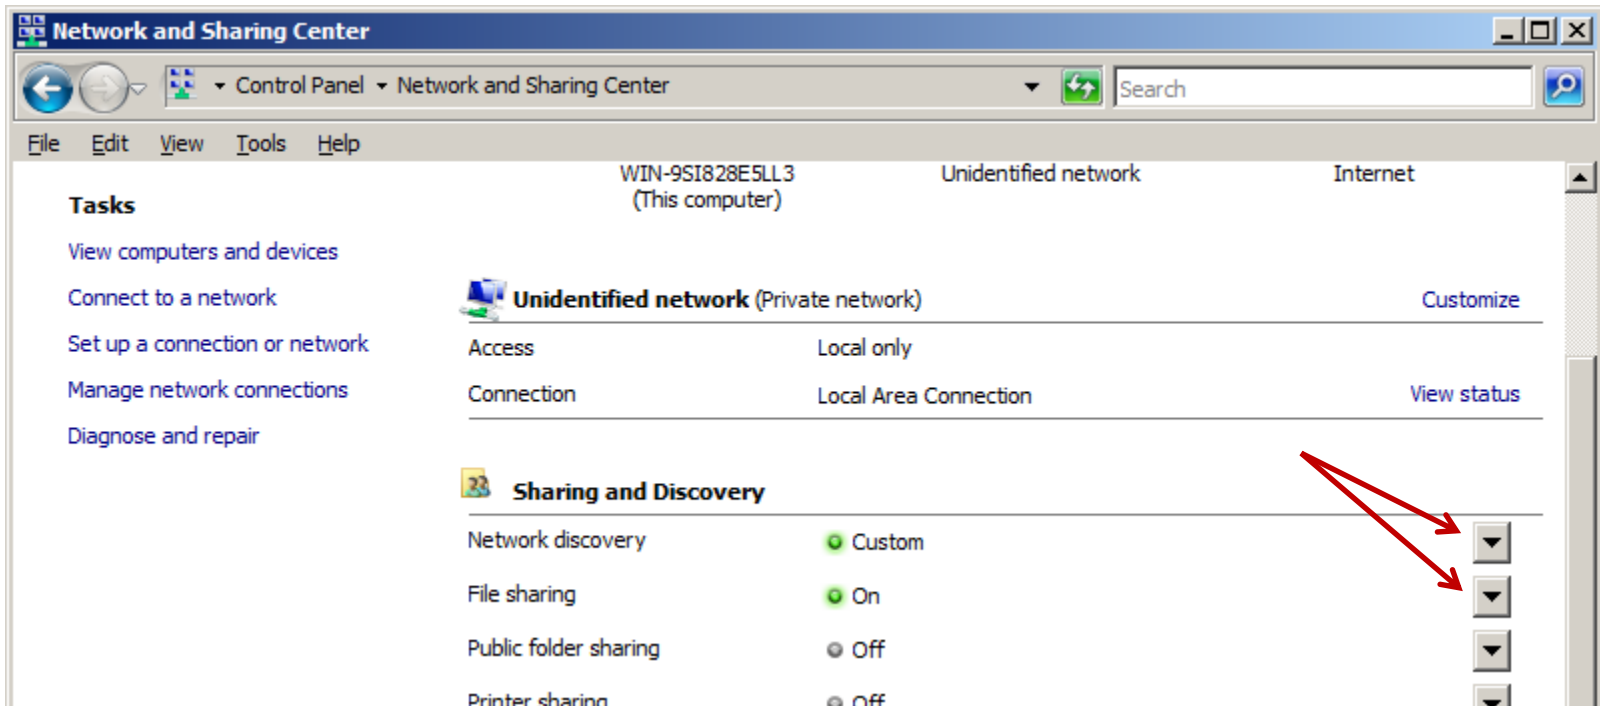 Network and Sharing Center
Control Panel Network and Sharing Center Search
File Edit View Tools Help
WIN-9SI828E5LL3 Unidentified network Internet
(This computer)
Tasks
View computers and devices
Connect to a network
Set up a connection or network
Manage network connections
Diagnose and repair
Unidentified network (Private network) Customize
Access Local only
Connection Local Area Connection View status
Sharing and Discovery
Network discovery Custom
File sharing On
Public folder sharing Off
Printer sharing Off